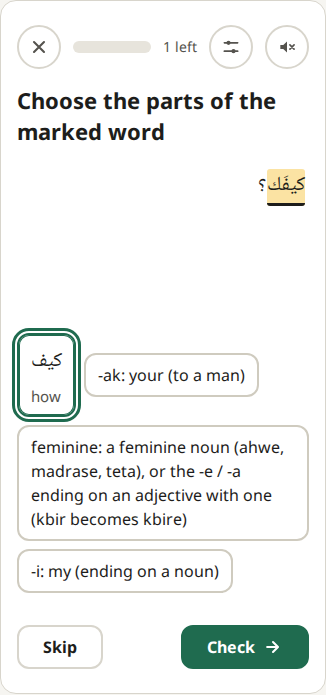 1 left
Choose the parts of the
marked word
كيفَك؟
كيف
how
-ak: your (to a man)
feminine: a feminine noun (ahwe,
madrase, teta), or the -e / -a
ending on an adjective with one
(kbir becomes kbire)
-i: my (ending on a noun)
Skip
Check